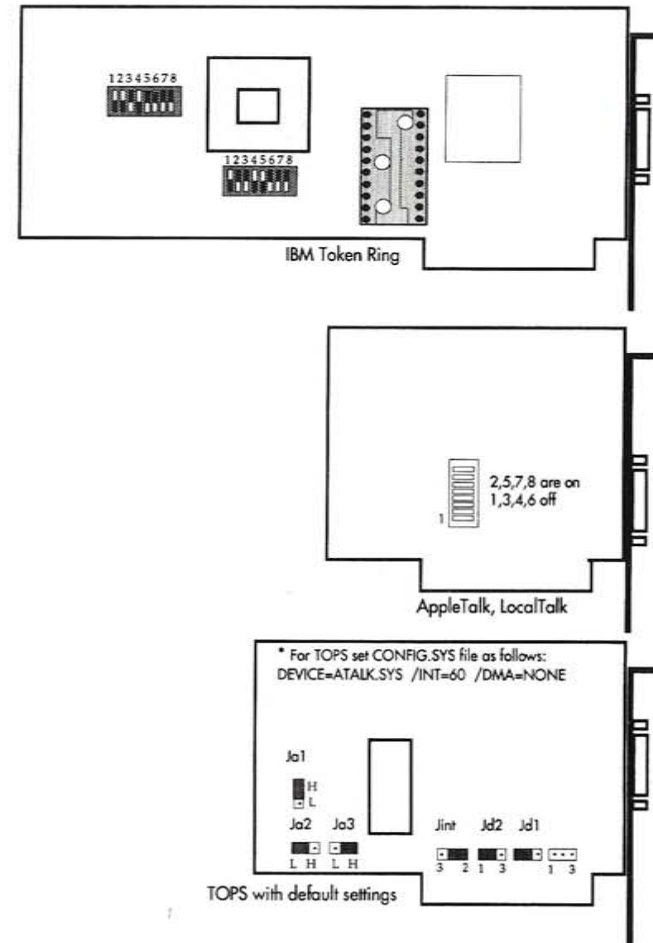 12345678
12345678
IBM Token Ring
2,5,7,8 are on
1,3,4,6 off
1
AppleTalk, LocalTalk
* For TOPS set CONFIG.SYS file as follows:
DEVICE=ATALK.SYS /INT=60 /DMA=NONE
Ja1
H
L
Ja2 Ja3 Jint Jd2 Jd1
L H L H 3 2 1 3 1 3
TOPS with default settings